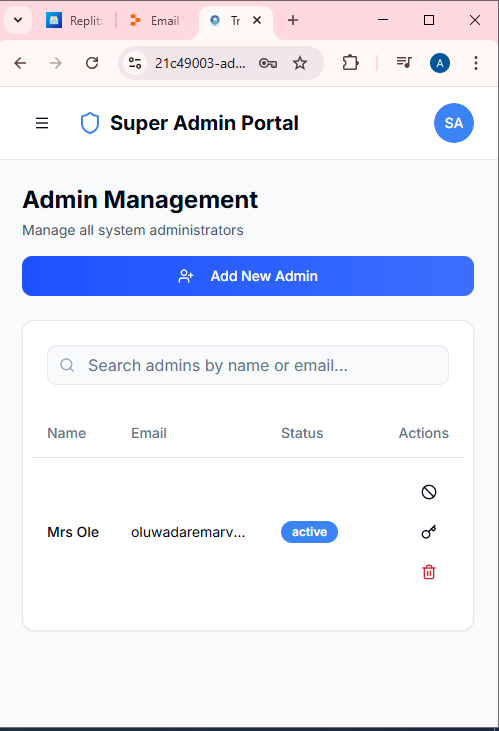 Replit
Email
Tr
21c49003-ad...
A
Super Admin Portal
SA
Admin Management
Manage all system administrators
Add New Admin
Search admins by name or email...
Name Email Status Actions
Mrs Ole oluwadaremarv... active